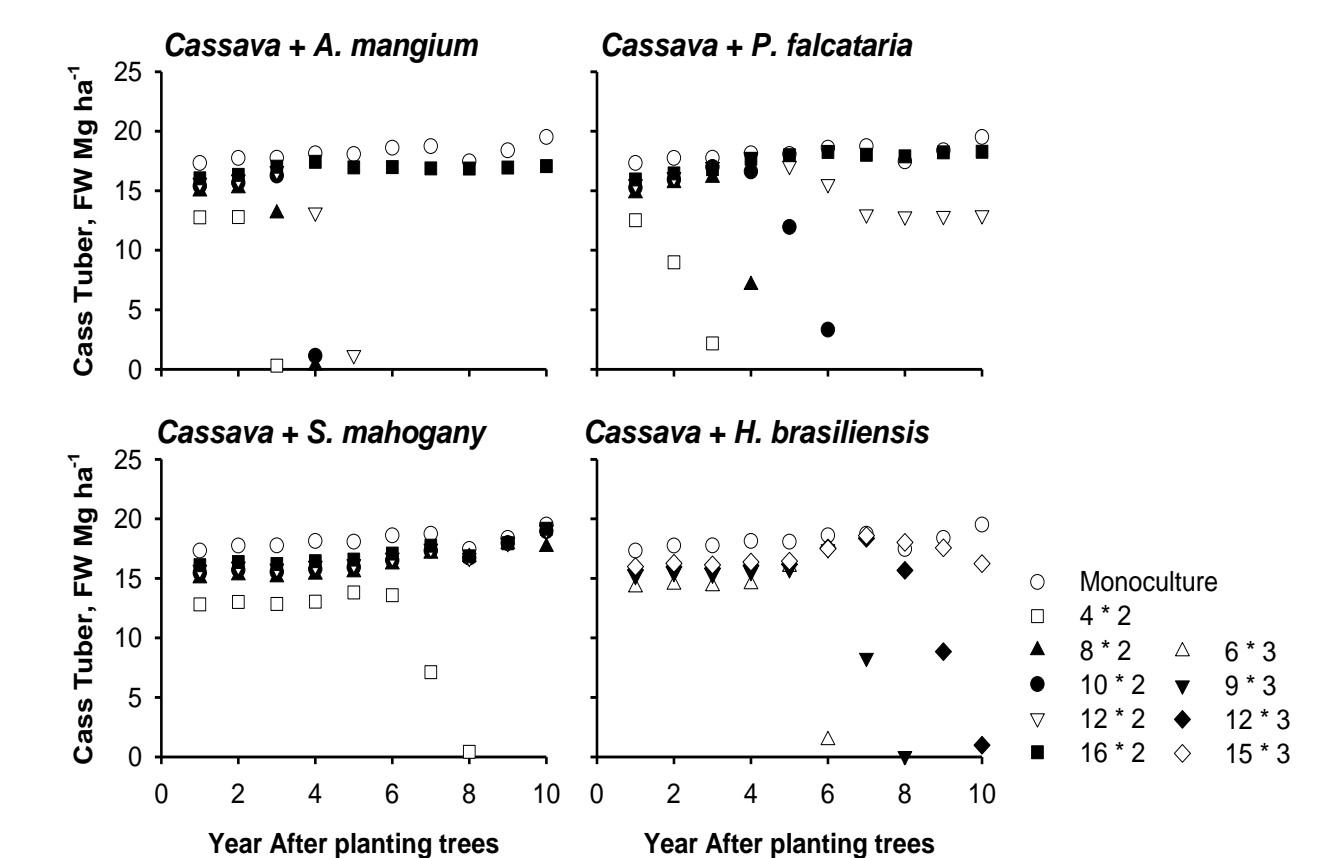 Cassava + A. mangium
Cassava + P. falcataria
Cass Tuber, FW Mg ha-1
25
20
15
10
5
0
Cassava + S. mahogany
Cassava + H. brasiliensis
Cass Tuber, FW Mg ha-1
25
20
15
10
5
0
0 2 4 6 8 10
0 2 4 6 8 10
Year After planting trees
Year After planting trees
Monoculture
4 * 2
8 * 2 6 * 3
10 * 2 9 * 3
12 * 2 12 * 3
16 * 2 15 * 3